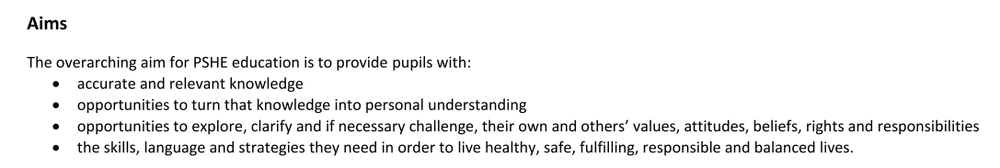 Aims
The overarching aim for PSHE education is to provide pupils with:
• accurate and relevant knowledge
• opportunities to turn that knowledge into personal understanding
• opportunities to explore, clarify and if necessary challenge, their own and others’ values, attitudes, beliefs, rights and responsibilities
• the skills, language and strategies they need in order to live healthy, safe, fulfilling, responsible and balanced lives.